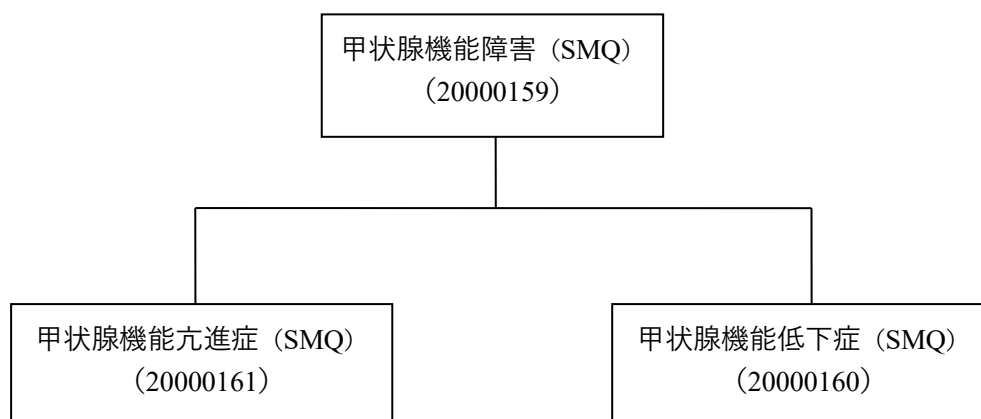 甲状腺機能障害（SMQ）
（20000159）
甲状腺機能亢進症（SMQ）
（20000161）
甲状腺機能低下症（SMQ）
（20000160）